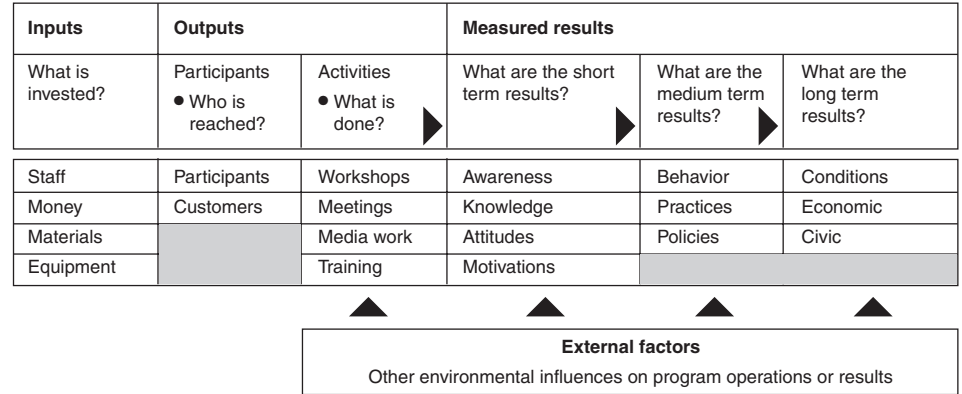 Inputs
Outputs
Measured results
What is
invested?
Participants
• Who is
reached?
Activities
• What is
done?
What are the short
term results?
What are the
medium term
results?
What are the
long term
results?
Staff
Participants
Workshops
Awareness
Behavior
Conditions
Money
Customers
Meetings
Knowledge
Practices
Economic
Materials
Media work
Attitudes
Policies
Civic
Equipment
Training
Motivations
External factors
Other environmental influences on program operations or results